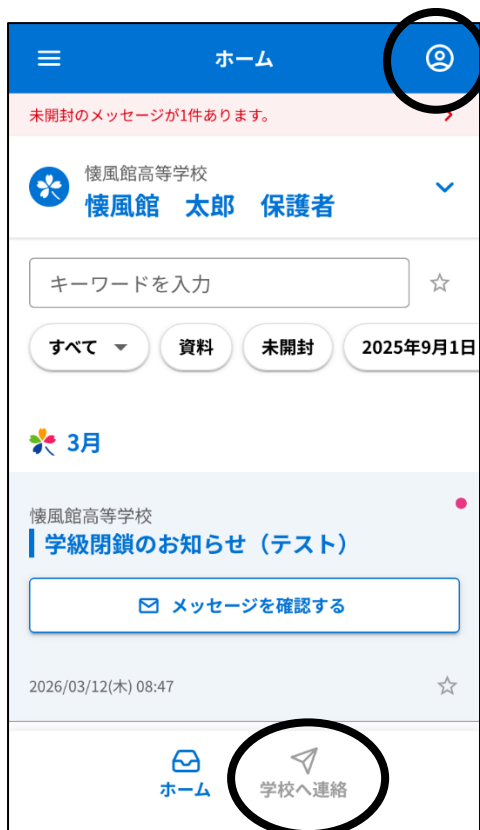 ホーム
未開封のメッセージが1件あります。
懐風館高等学校
懐風館　太郎　保護者
キーワードを入力
すべて 資料 未開封 2025年9月1日
3月
懐風館高等学校
学級閉鎖のお知らせ（テスト）
メッセージを確認する
2026/03/12(木) 08:47
ホーム 学校へ連絡